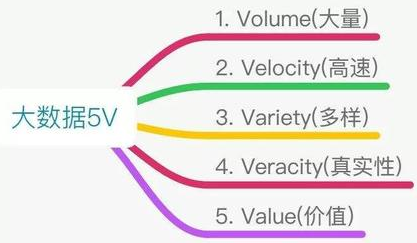 大数据5V
1. Volume(大量)
2. Velocity(高速)
3. Variety(多样)
4. Veracity(真实性)
5. Value(价值)